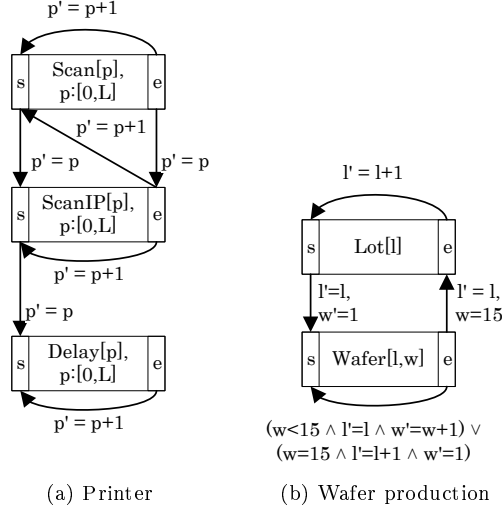 p' = p+1
s
Scan[p],
p:[0,L]
e
p' = p+1
p' = p
p' = p
s
ScanIP[p],
p:[0,L]
e
p' = p+1
p' = p
s
Delay[p],
p:[0,L]
e
p' = p+1
(a) Printer
l' = l+1
s
Lot[l]
e
l'=l,
w'=1
l' = l,
w=15
s
Wafer[l,w]
e
(w<15 ∧ l'=l ∧ w'=w+1) ∨
(w=15 ∧ l'=l+1 ∧ w'=1)
(b) Wafer production